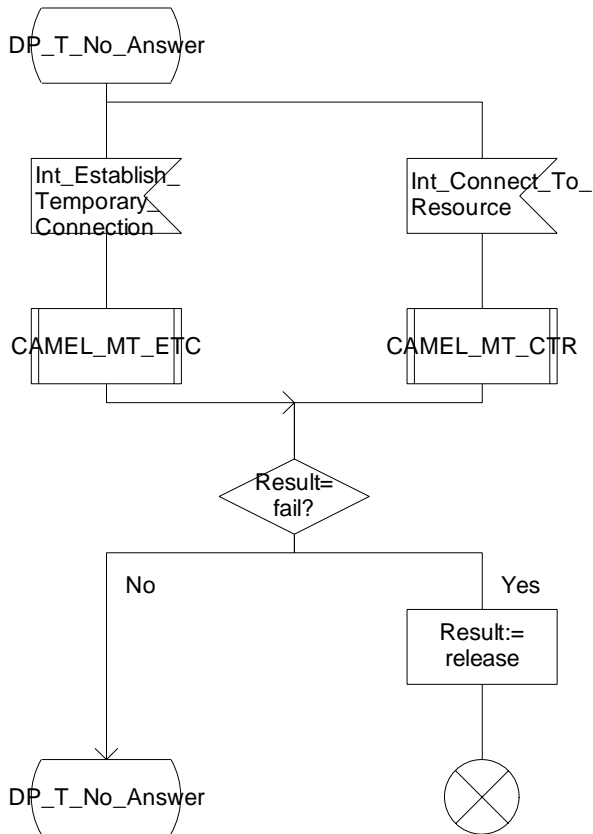 DP_T_No_Answer
Int_Establish_
Temporary_
Connection
Int_Connect_To_
Resource
CAMEL_MT_ETC
CAMEL_MT_CTR
Result=
fail?
No
Yes
Result:=
release
DP_T_No_Answer